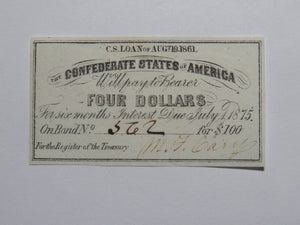 C.S. LOAN OF AUG. 19, 1861.
THE CONFEDERATE STATES OF AMERICA
Will pay to Bearer
FOUR DOLLARS
For six months Interest Due July 1, 1875.
On Bond No 562 for $100
For the Register of the Treasury